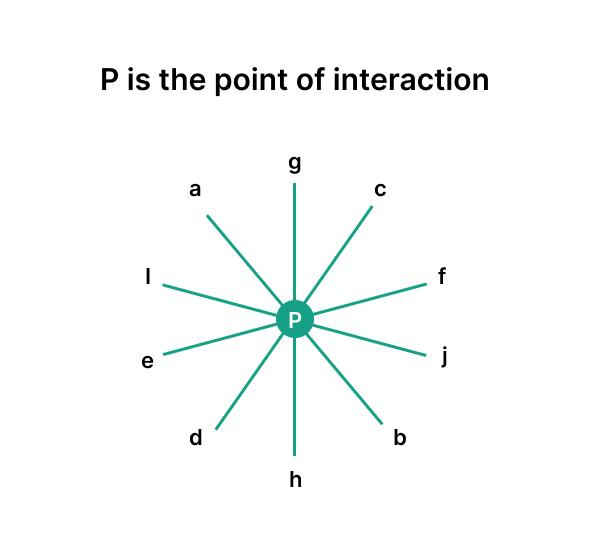 P is the point of interaction
g
a
c
l
f
P
e
j
d
b
h